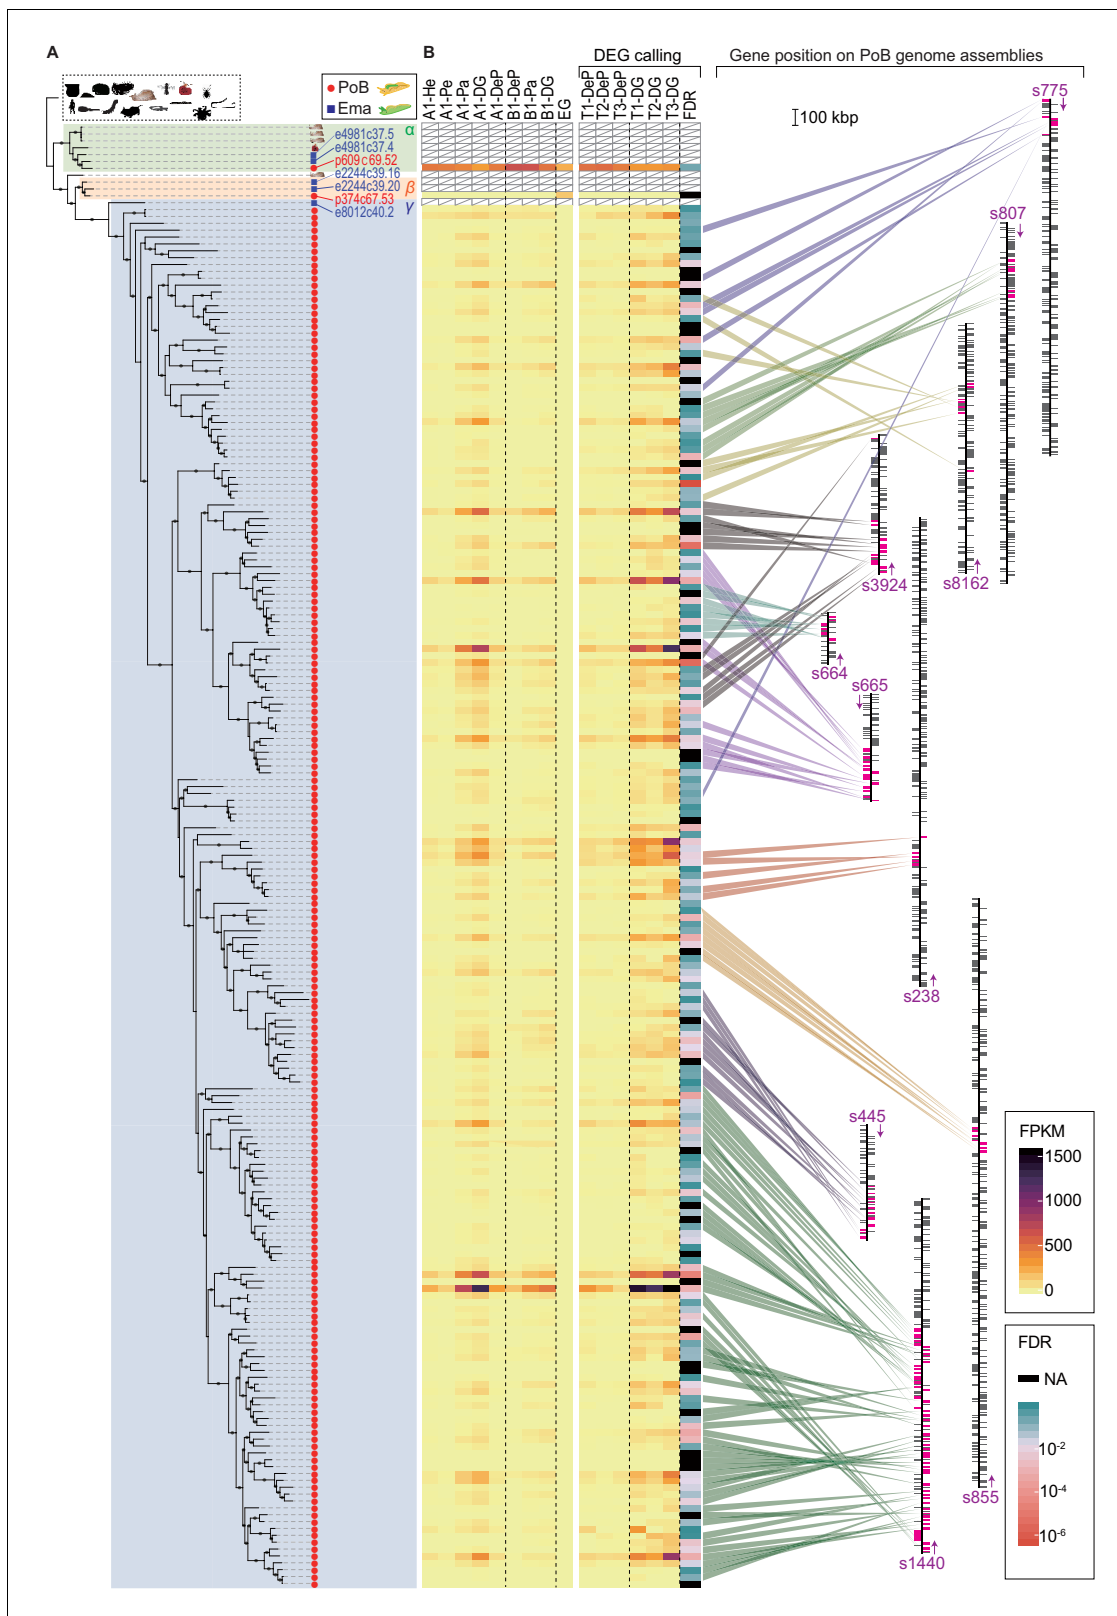 A
B
DEG calling
Gene position on PoB genome assemblies
PoB
Ema
A1-He
A1-Pe
A1-Pa
A1-DG
A1-DeP
B1-DeP
B1-Pa
B1-DG
EG
T1-DeP
T2-DeP
T3-DeP
T1-DG
T2-DG
T3-DG
FDR
100 kbp
s775
α
e4981c37.5
e4981c37.4
p609c69.52
e2244c39.16
e2244c39.20
β
p374c67.53
e8012c40.2
γ
s807
s3924
s8162
s664
s665
s238
s445
s855
s1440
FPKM
1500
1000
500
0
FDR
NA
10-2
10-4
10-6